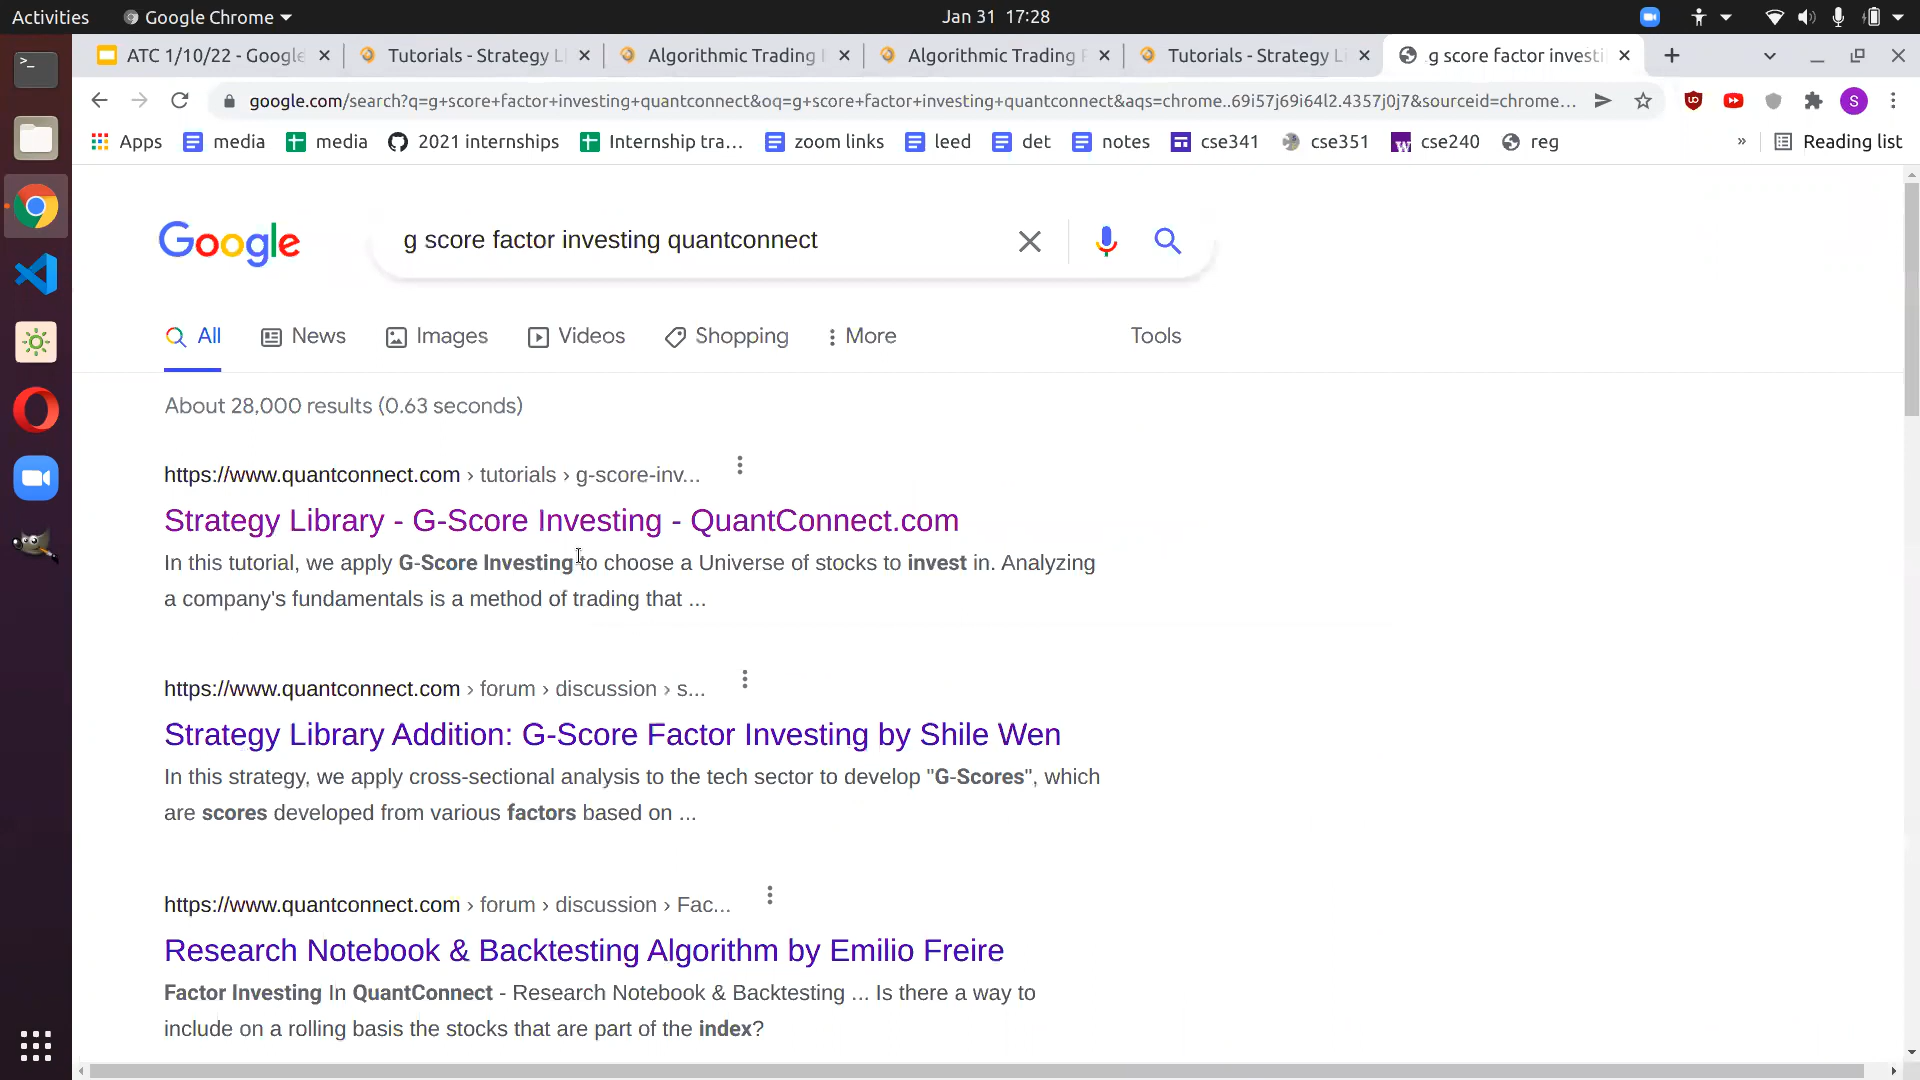 Activities Google Chrome Jan 31 17:28
ATC 1/10/22 - Google Tutorials - Strategy Li Algorithmic Trading Algorithmic Trading P Tutorials - Strategy Li g score factor investi
google.com/search?q=g+score+factor+investing+quantconnect&oq=g+score+factor+investing+quantconnect&aqs=chrome..69i57j69i64l2.4357j0j7&sourceid=chrome...
Apps media media 2021 internships Internship tra... zoom links leed det notes cse341 cse351 cse240 reg » Reading list
Google g score factor investing quantconnect
All News Images Videos Shopping More Tools
About 28,000 results (0.63 seconds)
https://www.quantconnect.com › tutorials › g-score-inv...
Strategy Library - G-Score Investing - QuantConnect.com
In this tutorial, we apply G-Score Investing to choose a Universe of stocks to invest in. Analyzing
a company's fundamentals is a method of trading that ...
https://www.quantconnect.com › forum › discussion › s...
Strategy Library Addition: G-Score Factor Investing by Shile Wen
In this strategy, we apply cross-sectional analysis to the tech sector to develop "G-Scores", which
are scores developed from various factors based on ...
https://www.quantconnect.com › forum › discussion › Fac...
Research Notebook & Backtesting Algorithm by Emilio Freire
Factor Investing In QuantConnect - Research Notebook & Backtesting ... Is there a way to
include on a rolling basis the stocks that are part of the index?